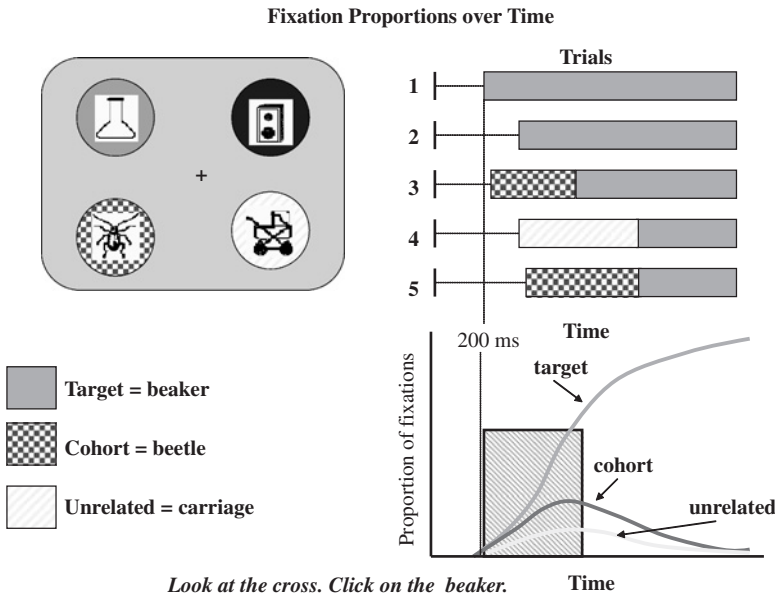 Fixation Proportions over Time
Trials
1
2
3
4
5
Time
200 ms
Target = beaker
Cohort = beetle
Unrelated = carriage
Proportion of fixations
target
cohort
unrelated
Time
Look at the cross. Click on the beaker.